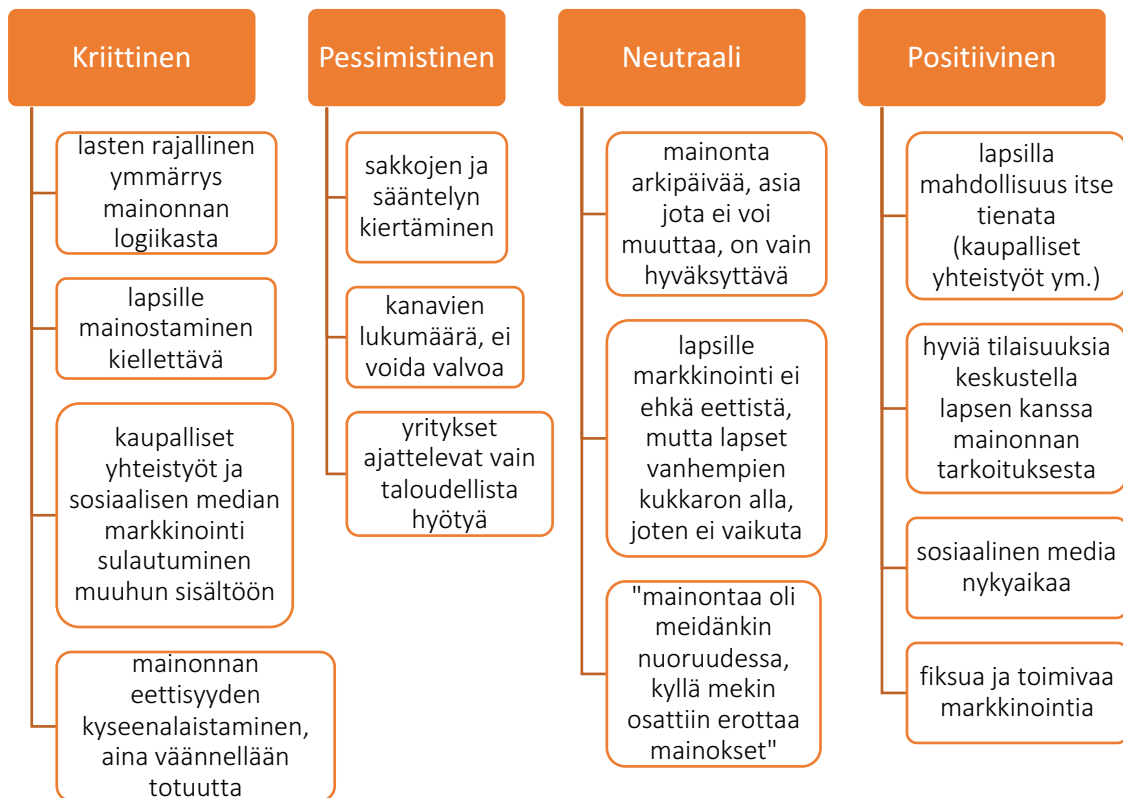 Kriittinen
lasten rajallinen
ymmärrys
mainonnan
logiikasta
lapsille
mainostaminen
kiellettävä
kaupalliset
yhteistyöt ja
sosiaalisen median
markkinointi
sulautuminen
muuhun sisältöön
mainonnan
eettisyyden
kyseenalaistaminen,
aina väännellään
totuutta
Pessimistinen
sakkojen ja
sääntelyn
kiertäminen
kanavien
lukumäärä, ei
voida valvoa
yritykset
ajattelevat vain
taloudellista
hyötyä
Neutraali
mainonta
arkipäivää, asia
jota ei voi
muuttaa, on vain
hyväksyttävä
lapsille
markkinointi ei
ehkä eettistä,
mutta lapset
vanhempien
kukkaron alla,
joten ei vaikuta
"mainontaa oli
meidänkin
nuoruudessa,
kyllä mekin
osattiin erottaa
mainokset"
Positiivinen
lapsilla
mahdollisuus itse
tienata
(kaupalliset
yhteistyöt ym.)
hyviä tilaisuuksia
keskustella
lapsen kanssa
mainonnan
tarkoituksesta
sosiaalinen media
nykyaikaa
fiksua ja toimivaa
markkinointia